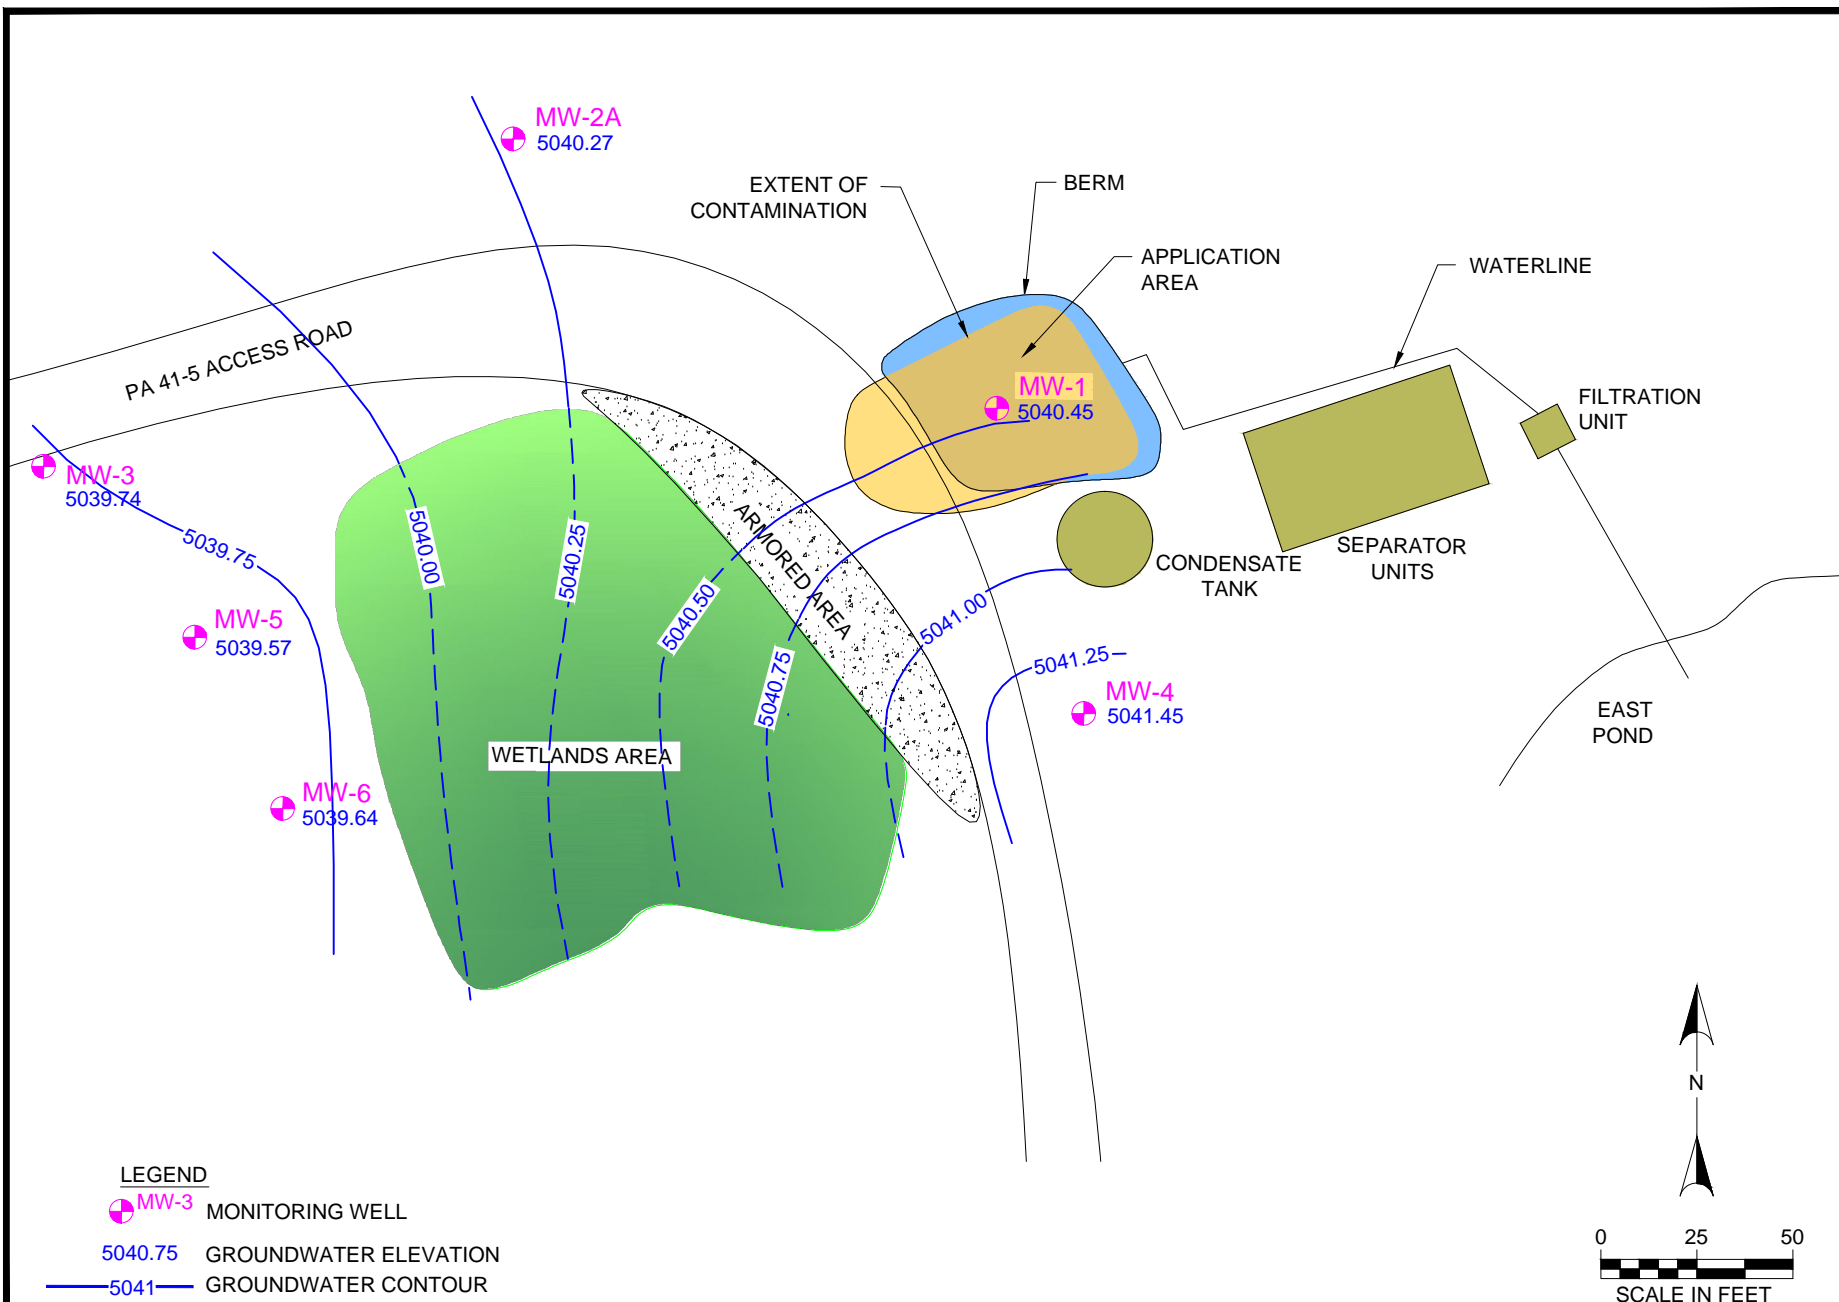 MW-2A
5040.27
EXTENT OF
CONTAMINATION
BERM
APPLICATION
AREA
WATERLINE
PA 41-5 ACCESS ROAD
MW-1
5040.45
FILTRATION
UNIT
MW-3
5039.74
5039.75
5040.00
5040.25
5040.50
5040.75
ARMORED AREA
5041.00
5041.25
CONDENSATE
TANK
SEPARATOR
UNITS
MW-5
5039.57
MW-4
5041.45
EAST
POND
WETLANDS AREA
MW-6
5039.64
N
LEGEND
MW-3 MONITORING WELL
5040.75 GROUNDWATER ELEVATION
5041 GROUNDWATER CONTOUR
0 25 50
SCALE IN FEET